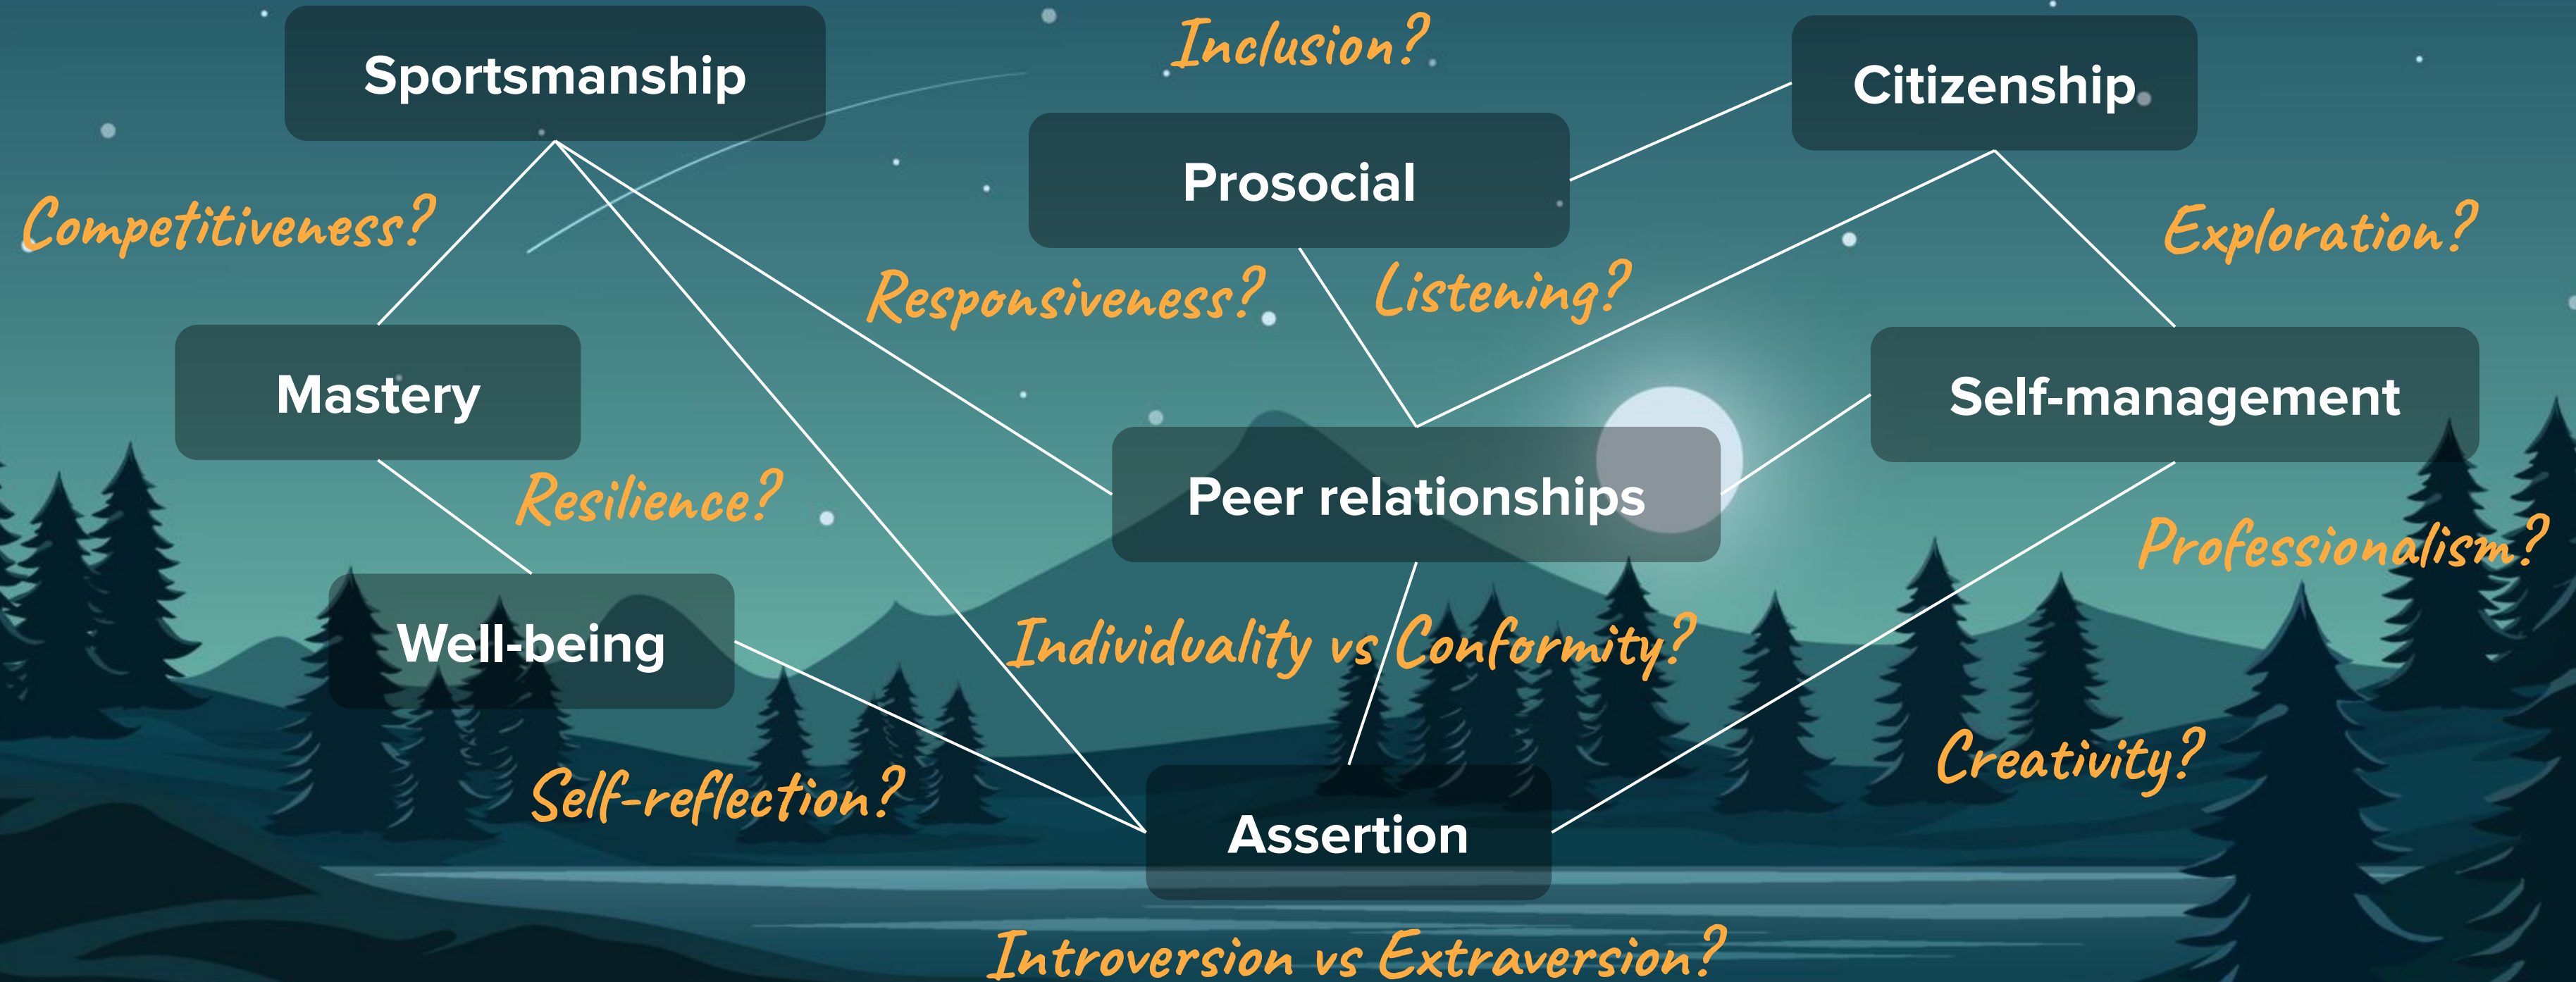 Inclusion?
Sportsmanship
Citizenship
Prosocial
Competitiveness?
Exploration?
Responsiveness?
Listening?
Mastery
Self-management
Resilience?
Peer relationships
Professionalism?
Well-being
Individuality vs Conformity?
Creativity?
Self-reflection?
Assertion
Introversion vs Extraversion?